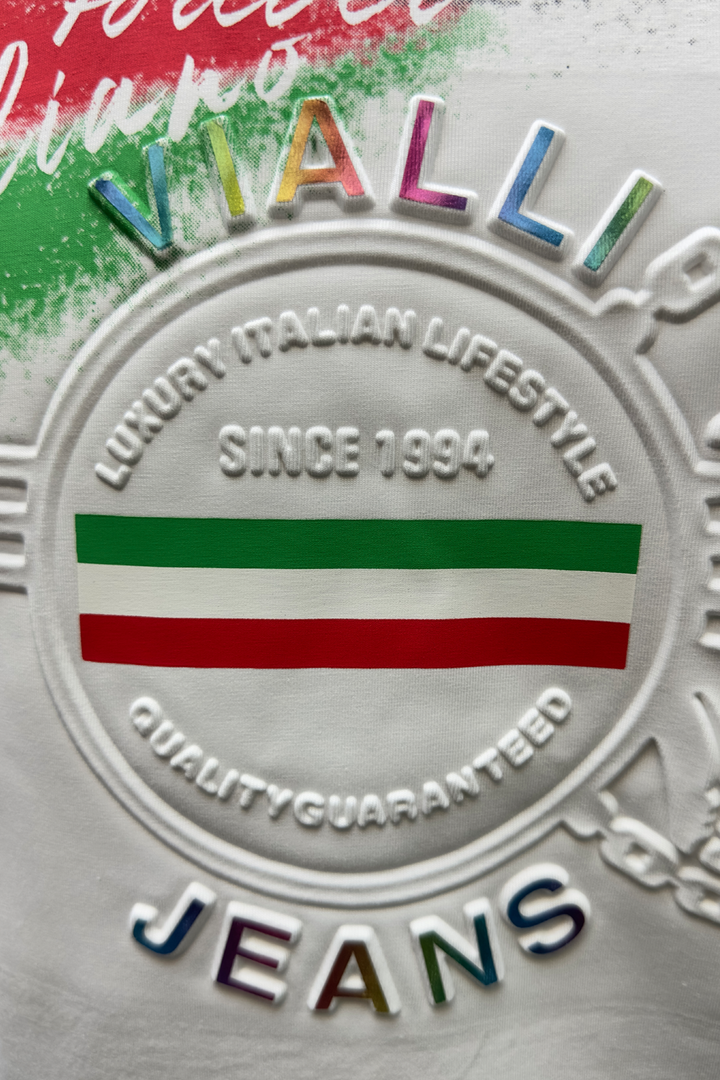 VIALLI
LUXURY ITALIAN LIFESTYLE
SINCE 1994
QUALITYGUARANTEED
JEANS